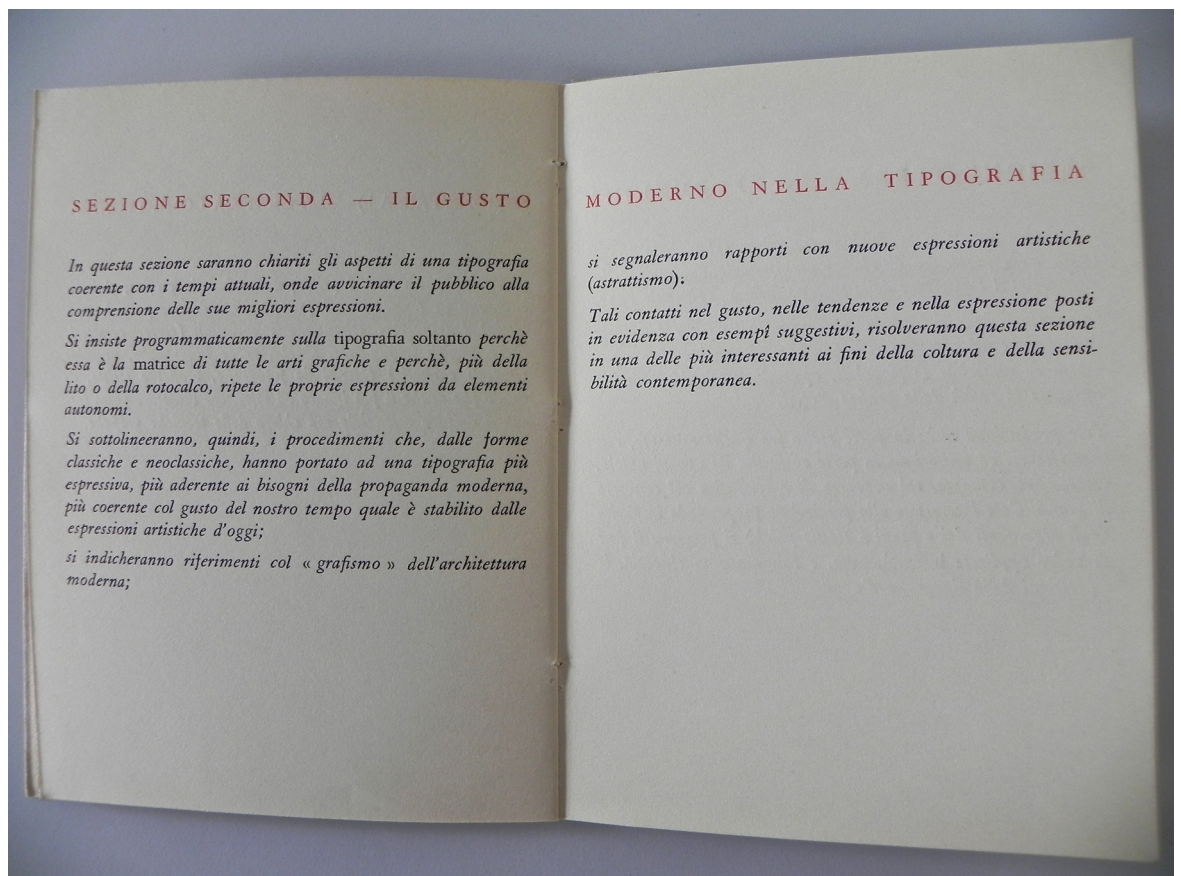 SEZIONE SECONDA — IL GUSTO
In questa sezione saranno chiariti gli aspetti di una tipografia
coerente con i tempi attuali, onde avvicinare il pubblico alla
comprensione delle sue migliori espressioni.
Si insiste programmaticamente sulla tipografia soltanto perchè
essa è la matrice di tutte le arti grafiche e perchè, più della
lito o della rotocalco, ripete le proprie espressioni da elementi
autonomi.
Si sottolineeranno, quindi, i procedimenti che, dalle forme
classiche e neoclassiche, hanno portato ad una tipografia più
espressiva, più aderente ai bisogni della propaganda moderna,
più coerente col gusto del nostro tempo quale è stabilito dalle
espressioni artistiche d'oggi;
si indicheranno riferimenti col « grafismo » dell'architettura
moderna;
MODERNO NELLA TIPOGRAFIA
si segnaleranno rapporti con nuove espressioni artistiche
(astrattismo).
Tali contatti nel gusto, nelle tendenze e nella espressione posti
in evidenza con esempî suggestivi, risolveranno questa sezione
in una delle più interessanti ai fini della coltura e della sensi-
bilità contemporanea.